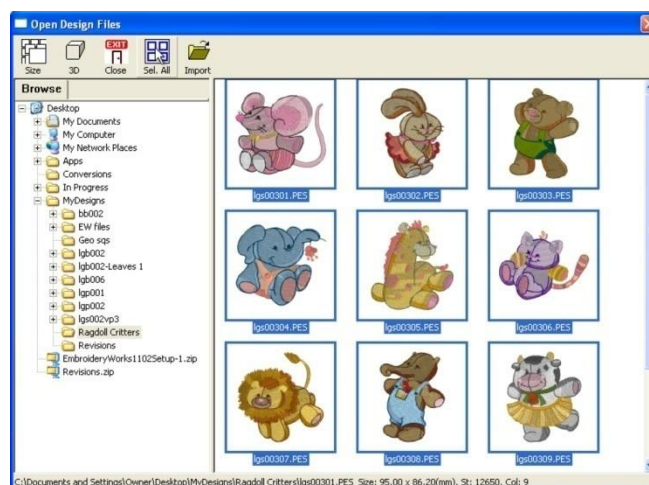 Open Design Files
Size 3D EXIT Close Sel. All Import
Browse
Desktop
My Documents
My Computer
My Network Places
Apps
Conversions
In Progress
MyDesigns
bb002
EW files
Geo sqs
lgb002
lgb002-Leaves 1
lgb006
lgp001
lgp002
lgs002vp3
Ragdoll Critters
Revisions
EmbroideryWorks1102Setup-1.zip
Revisions.zip
lgs00301.PES lgs00302.PES lgs00303.PES
lgs00304.PES lgs00305.PES lgs00306.PES
lgs00307.PES lgs00308.PES lgs00309.PES
C:\Documents and Settings\Owner\Desktop\MyDesigns\Ragdoll Critters\lgs00301.PES Size: 95.00 x 86.20(mm), St: 12650, Col: 9